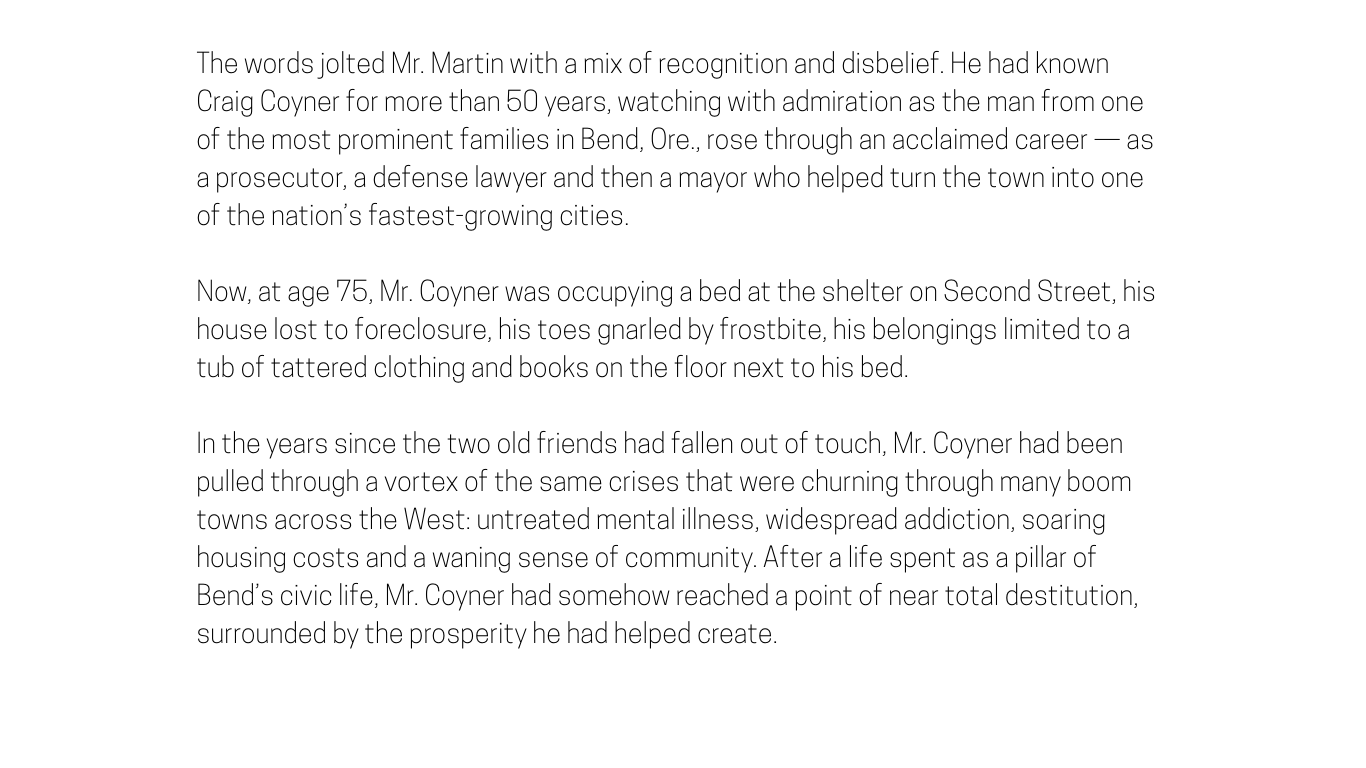 The words jolted Mr. Martin with a mix of recognition and disbelief. He had known
Craig Coyner for more than 50 years, watching with admiration as the man from one
of the most prominent families in Bend, Ore., rose through an acclaimed career — as
a prosecutor, a defense lawyer and then a mayor who helped turn the town into one
of the nation’s fastest-growing cities.
Now, at age 75, Mr. Coyner was occupying a bed at the shelter on Second Street, his
house lost to foreclosure, his toes gnarled by frostbite, his belongings limited to a
tub of tattered clothing and books on the floor next to his bed.
In the years since the two old friends had fallen out of touch, Mr. Coyner had been
pulled through a vortex of the same crises that were churning through many boom
towns across the West: untreated mental illness, widespread addiction, soaring
housing costs and a waning sense of community. After a life spent as a pillar of
Bend’s civic life, Mr. Coyner had somehow reached a point of near total destitution,
surrounded by the prosperity he had helped create.